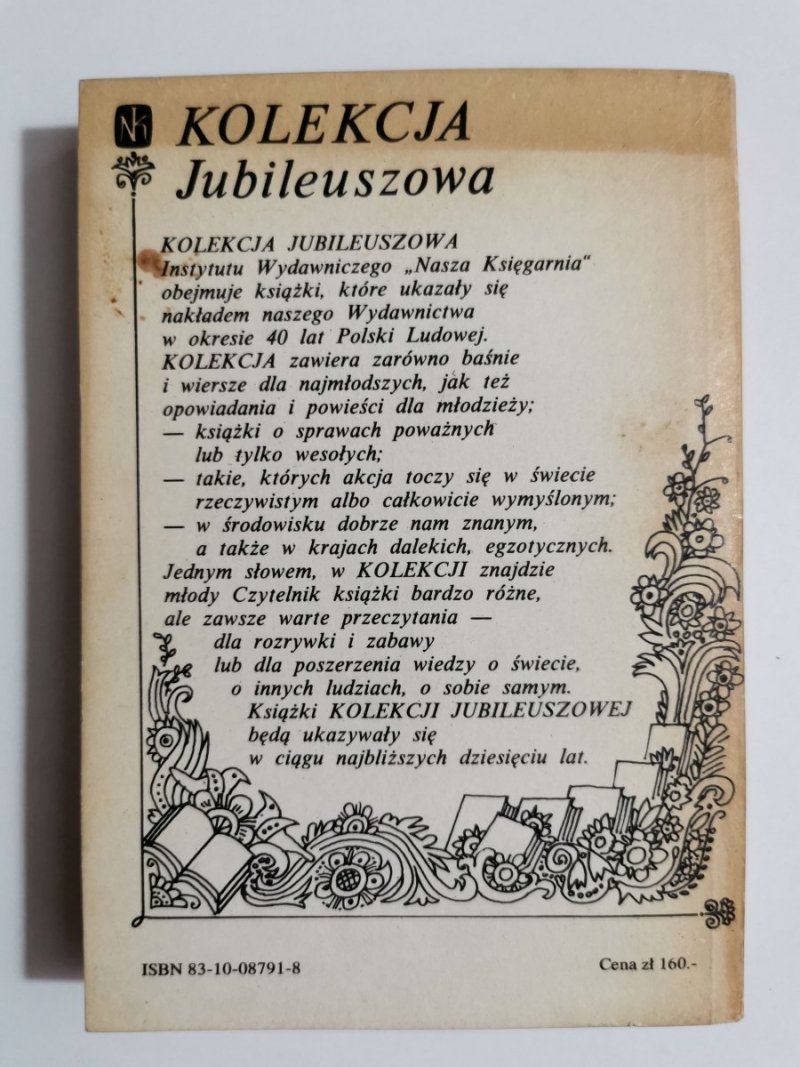 NK KOLEKCJA
Jubileuszowa
KOLEKCJA JUBILEUSZOWA
Instytutu Wydawniczego „Nasza Księgarnia"
obejmuje książki, które ukazały się
nakładem naszego Wydawnictwa
w okresie 40 lat Polski Ludowej.
KOLEKCJA zawiera zarówno baśnie
i wiersze dla najmłodszych, jak też
opowiadania i powieści dla młodzieży;
— książki o sprawach poważnych
lub tylko wesołych;
— takie, których akcja toczy się w świecie
rzeczywistym albo całkowicie wymyślonym;
— w środowisku dobrze nam znanym,
a także w krajach dalekich, egzotycznych.
Jednym słowem, w KOLEKCJI znajdzie
młody Czytelnik książki bardzo różne,
ale zawsze warte przeczytania —
dla rozrywki i zabawy
lub dla poszerzenia wiedzy o świecie,
o innych ludziach, o sobie samym.
Książki KOLEKCJI JUBILEUSZOWEJ
będą ukazywały się
w ciągu najbliższych dziesięciu lat.
ISBN 83-10-08791-8
Cena zł 160.-